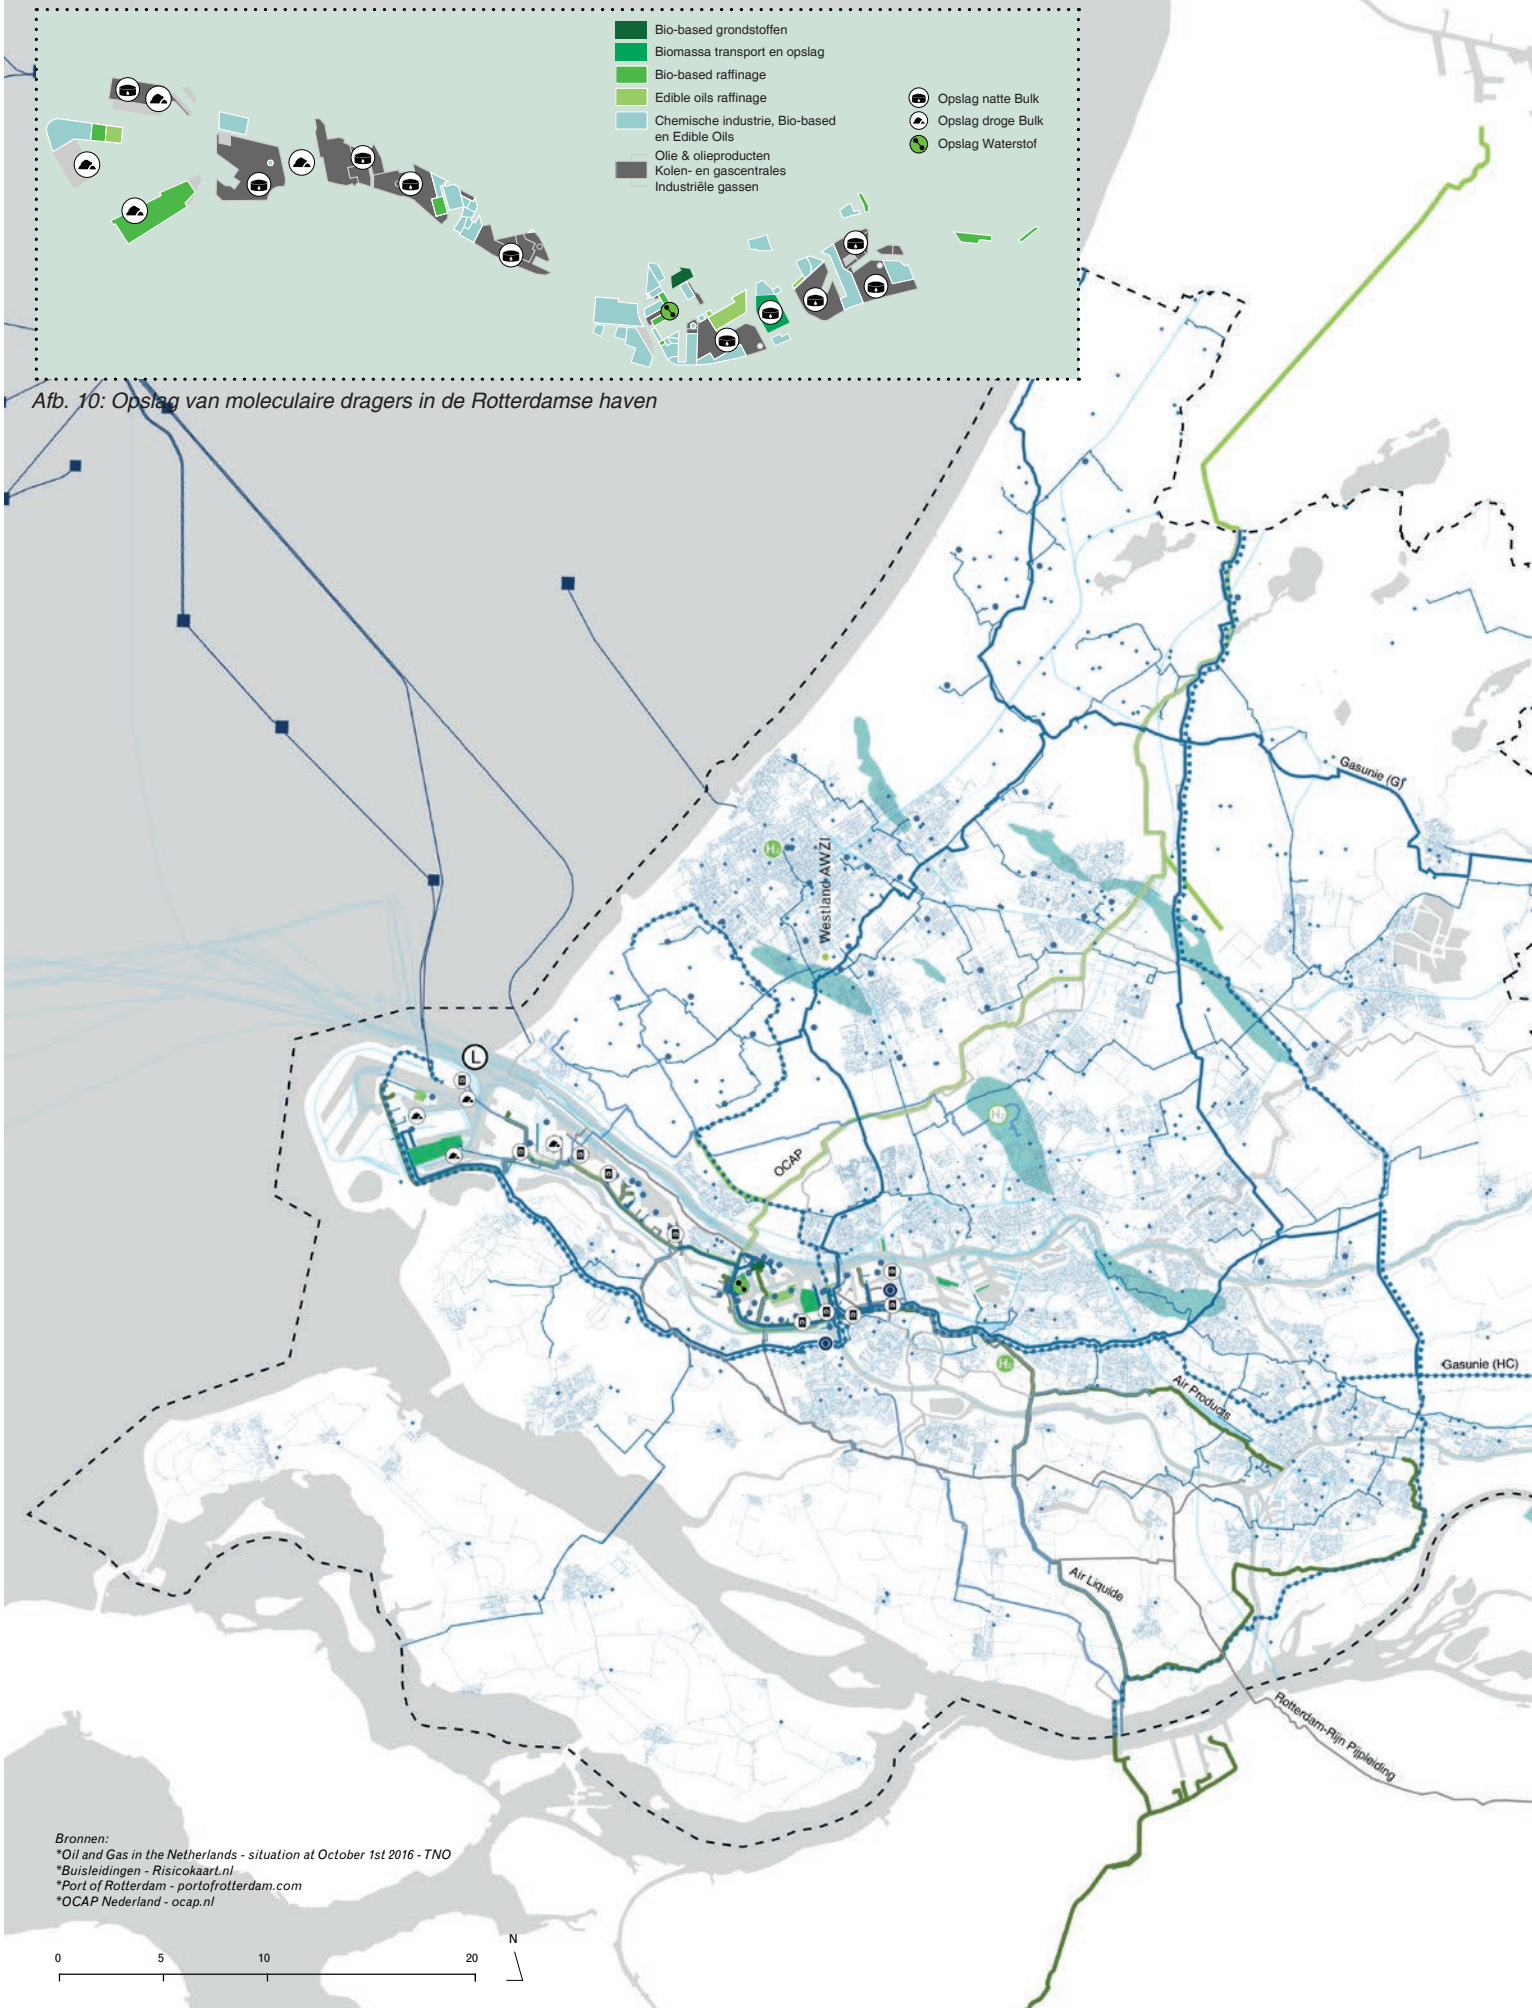 Bio-based grondstoffen
Biomassa transport en opslag
Bio-based raffinage
Edible oils raffinage
Chemische industrie, Bio-based
en Edible Oils
Olie & olieproducten
Kolen- en gascentrales
Industriële gassen
Opslag natte Bulk
Opslag droge Bulk
Opslag Waterstof
Afb. 10: Opslag van moleculaire dragers in de Rotterdamse haven
Gasunie (G)
H₂
Westland AWZI
L
H₂
OCAP
Gasunie (HC)
H₂
Air Products
Air Liquide
Rotterdam-Rijn Pijpleiding
Bronnen:
*Oil and Gas in the Netherlands - situation at October 1st 2016 - TNO
*Buisleidingen - Risicokaart.nl
*Port of Rotterdam - portofrotterdam.com
*OCAP Nederland - ocap.nl
N
0 5 10 20